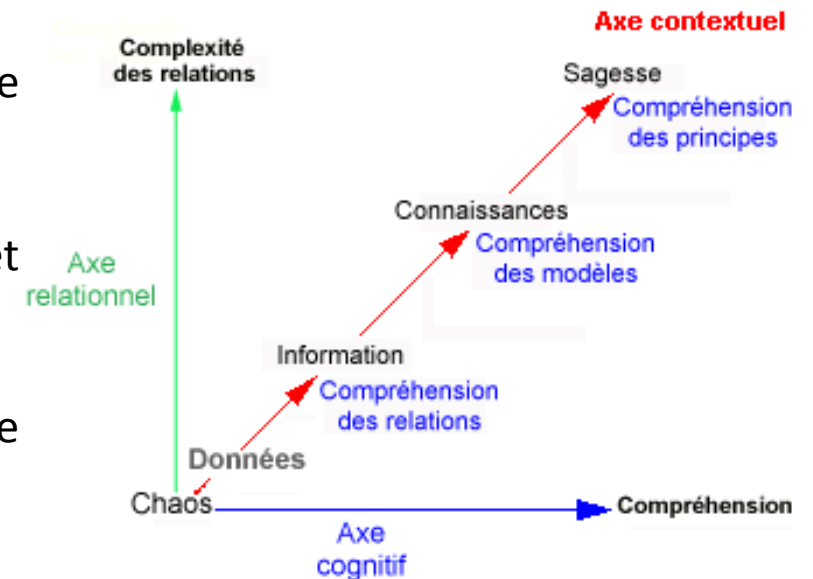 Axe contextuel
Complexité
des relations
Sagesse
e
Compréhension
des principes
Connaissances
Compréhension
des modèles
et
Axe
relationnel
Information
Compréhension
des relations
e
Données
Chaos
Compréhension
Axe
cognitif